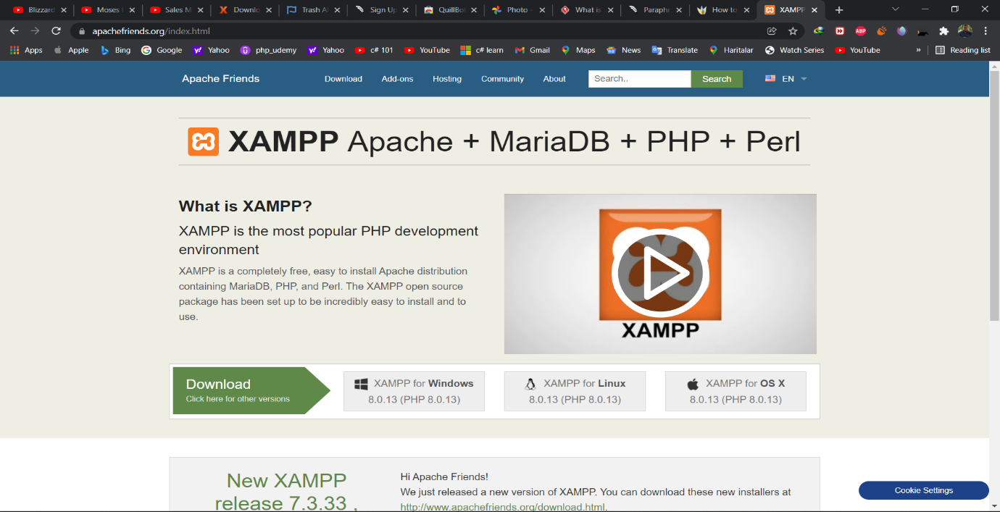 Blizzard
Moses
Sales M
Downlo
Trash A
Sign Up
QuillBo
Photo
What is
Paraphr
How to
XAMPP
apachefriends.org/index.html
ABP
Apps
Apple
Bing
Google
Yahoo
php_udemy
Yahoo
c# 101
YouTube
c# learn
Gmail
Maps
News
Translate
Haritalar
Watch Series
YouTube
»
Reading list
Apache Friends
Download
Add-ons
Hosting
Community
About
Search..
Search
EN
XAMPP Apache + MariaDB + PHP + Perl
What is XAMPP?
XAMPP is the most popular PHP development
environment
XAMPP is a completely free, easy to install Apache distribution
containing MariaDB, PHP, and Perl. The XAMPP open source
package has been set up to be incredibly easy to install and to
use.
XAMPP
Download
Click here for other versions
XAMPP for Windows
8.0.13 (PHP 8.0.13)
XAMPP for Linux
8.0.13 (PHP 8.0.13)
XAMPP for OS X
8.0.13 (PHP 8.0.13)
New XAMPP
release 7.3.33 ,
Hi Apache Friends!
We just released a new version of XAMPP. You can download these new installers at
http://www.apachefriends.org/download.html.
Cookie Settings